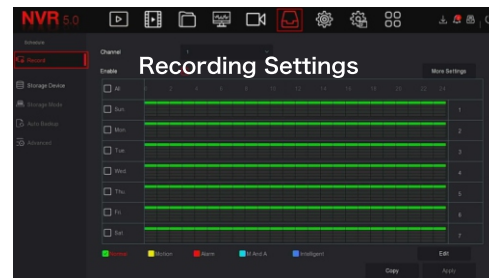 NVR 5.0
Schedule
Channel
1
Record
Enable
Recording Settings
More Settings
Storage Device
All
0 2 4 6 8 10 12 14 16 18 20 22 24
Storage Mode
Sun
1
Auto Backup
Mon
2
Advanced
Tue
3
Wed
4
Thu
5
Fri
6
Sat
7
Normal
Motion
Alarm
M And A
Intelligent
Edit
Copy
Apply